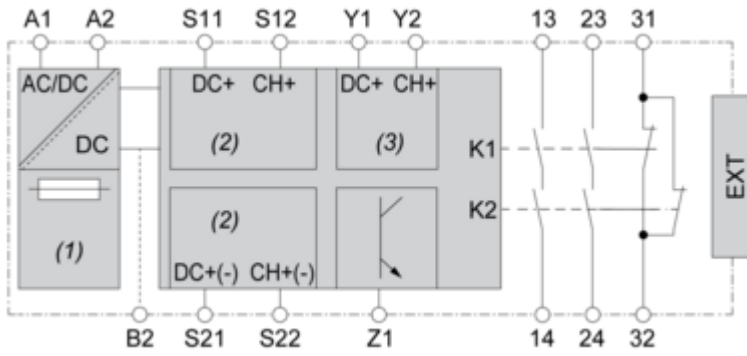 A1 A2 S11 S12 Y1 Y2 13 23 31
AC/DC DC+ CH+ DC+ CH+
DC (2) (3) K1
EXT
(1) (2) K2
DC+(-) CH+(-)
B2 S21 S22 Z1 14 24 32